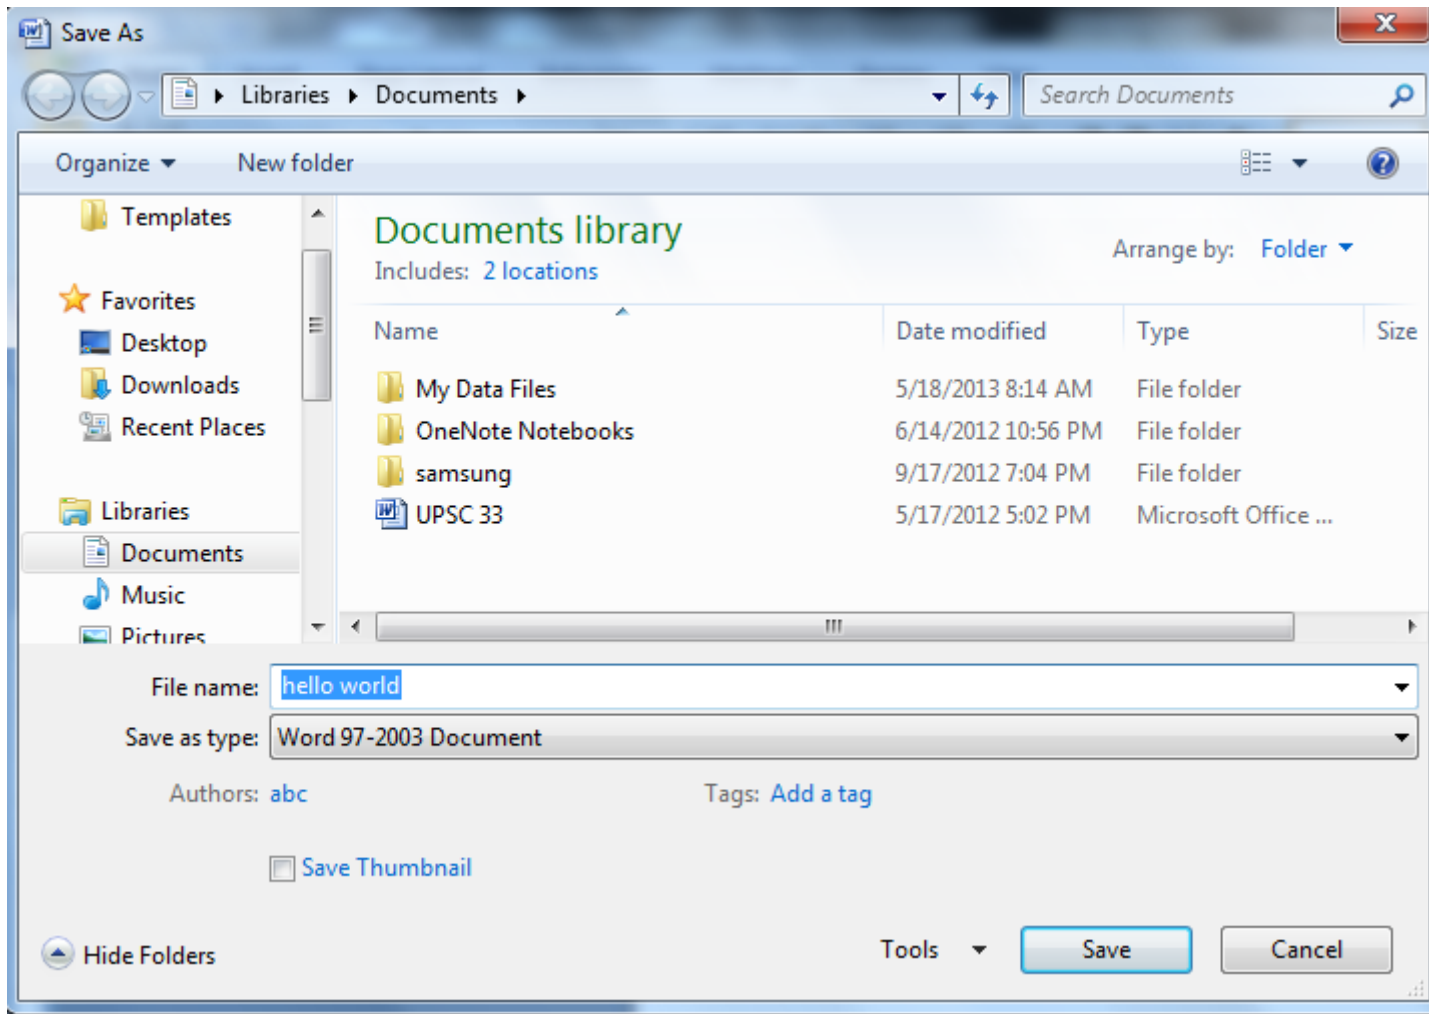 Save As
Libraries Documents
Search Documents
Organize New folder
Templates
Favorites
Desktop
Downloads
Recent Places
Libraries
Documents
Music
Pictures
Documents library
Includes: 2 locations
Arrange by: Folder
Name Date modified Type Size
My Data Files 5/18/2013 8:14 AM File folder
OneNote Notebooks 6/14/2012 10:56 PM File folder
samsung 9/17/2012 7:04 PM File folder
UPSC 33 5/17/2012 5:02 PM Microsoft Office ...
File name: hello world
Save as type: Word 97-2003 Document
Authors: abc Tags: Add a tag
Save Thumbnail
Hide Folders Tools Save Cancel